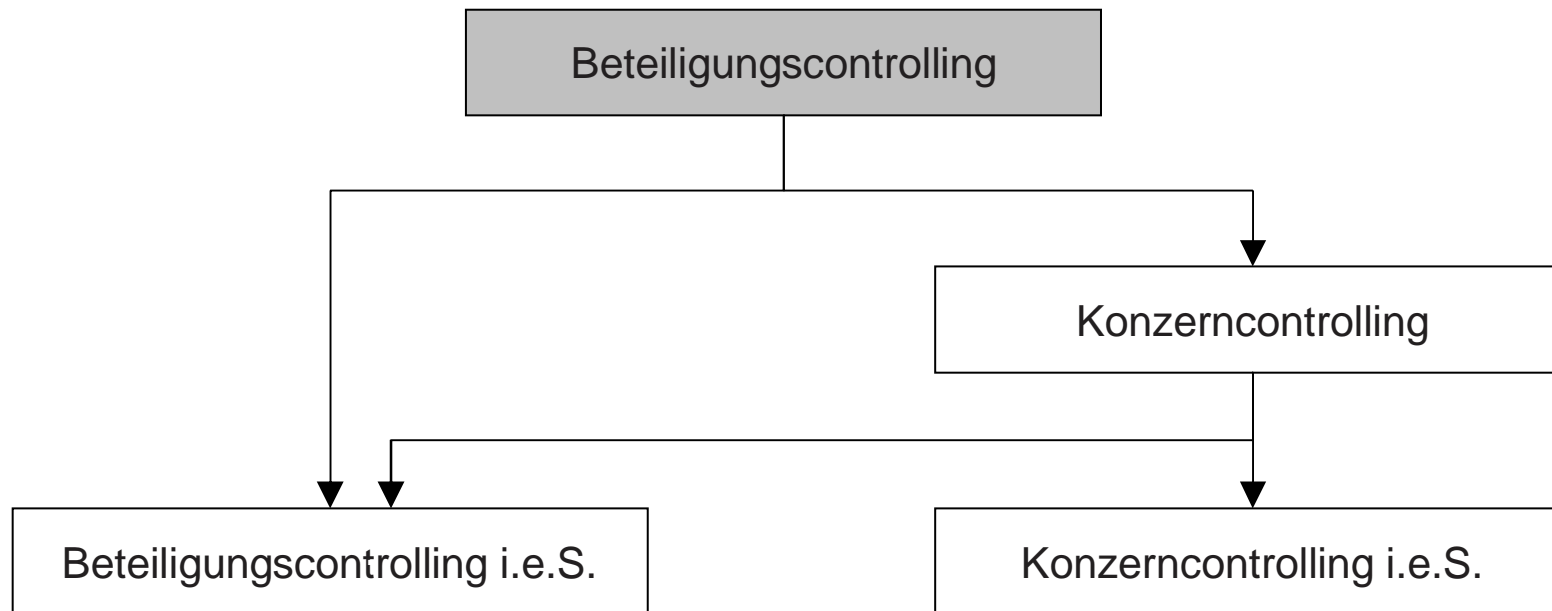 Beteiligungscontrolling
Konzerncontrolling
Beteiligungscontrolling i.e.S.
Konzerncontrolling i.e.S.